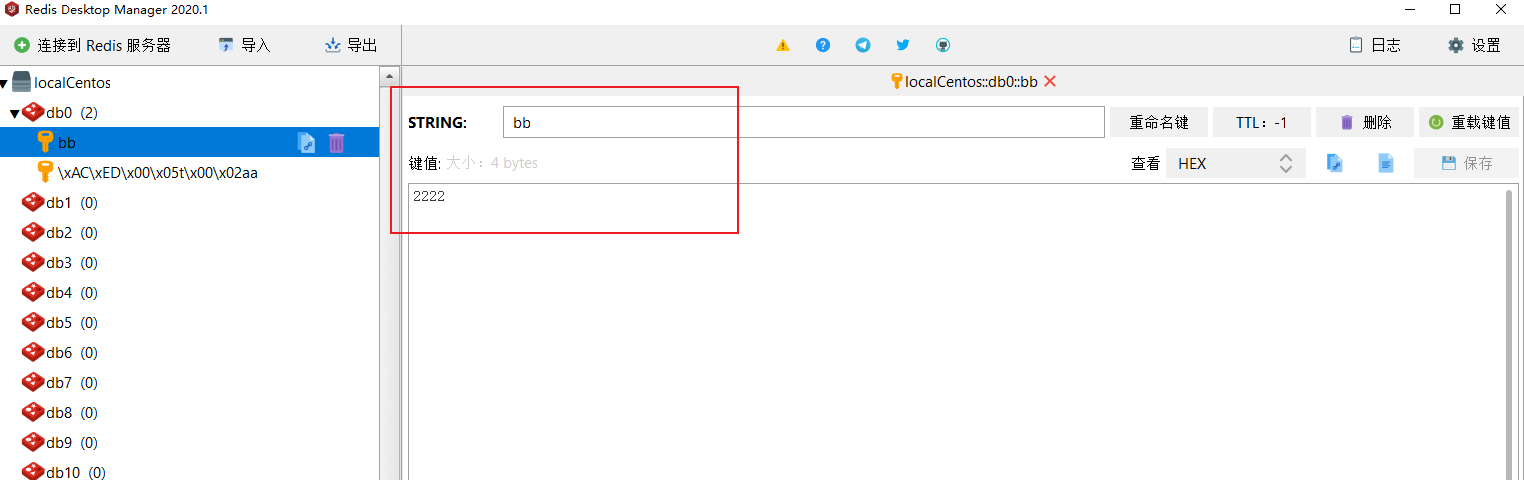 Redis Desktop Manager 2020.1
连接到 Redis 服务器 导入 导出 日志 设置
localCentos
localCentos::db0::bb
db0 (2)
STRING: bb 重命名键 TTL：-1 删除 重载键值
bb
键值: 大小：4 bytes 查看 HEX 保存
\xAC\xED\x00\x05t\x00\x02aa
2222
db1 (0)
db2 (0)
db3 (0)
db4 (0)
db5 (0)
db6 (0)
db7 (0)
db8 (0)
db9 (0)
db10 (0)